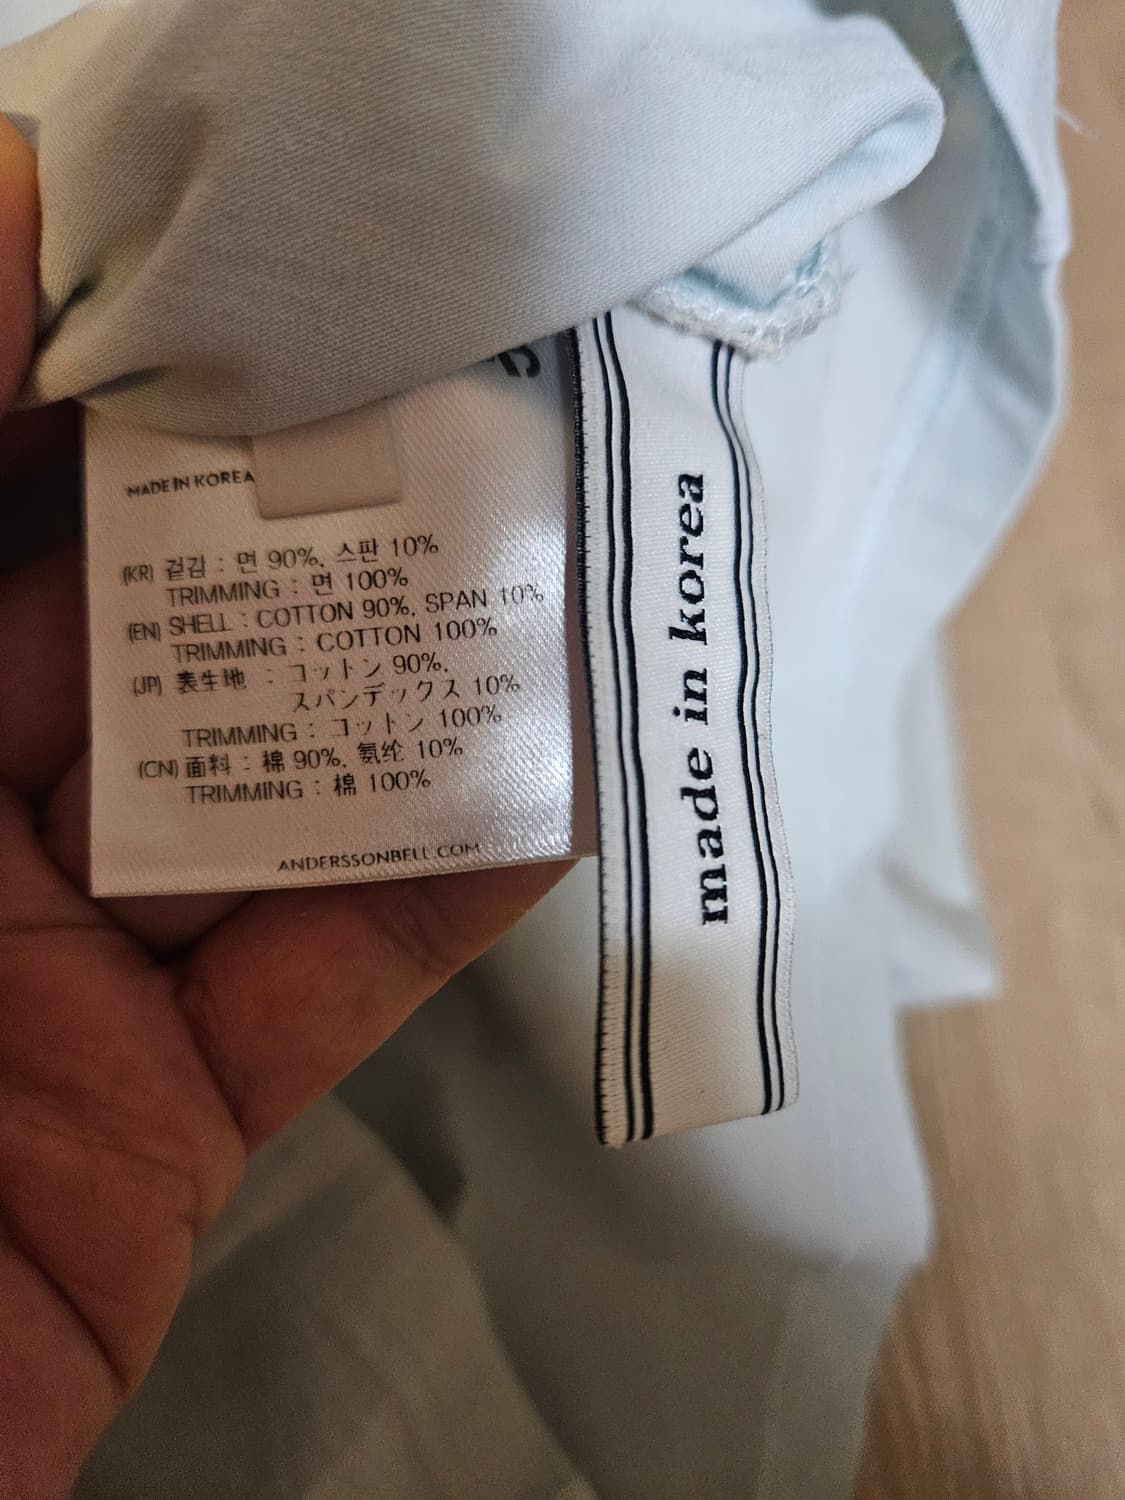 MADE IN KOREA
(KR) 겉감 : 면 90%, 스판 10%
TRIMMING : 면 100%
(EN) SHELL : COTTON 90%, SPAN 10%
TRIMMING : COTTON 100%
(JP) 表生地 : コットン 90%,
スパンデックス 10%
TRIMMING : コットン 100%
(CN) 面料 : 棉 90%, 氨纶 10%
TRIMMING : 棉 100%
ANDERSSONBELL.COM
made in korea